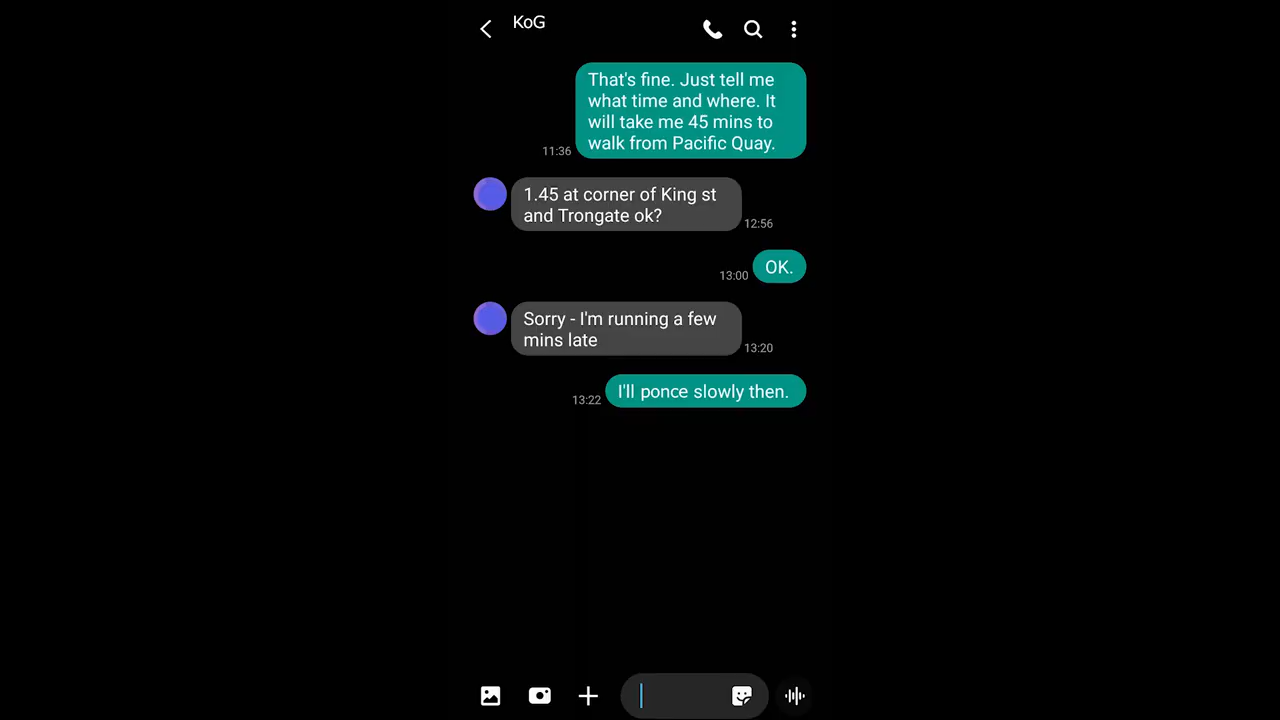 KoG
That's fine. Just tell me
what time and where. It
will take me 45 mins to
walk from Pacific Quay.
11:36
1.45 at corner of King st
and Trongate ok?
12:56
13:00
OK.
Sorry - I'm running a few
mins late
13:20
I'll ponce slowly then.
13:22